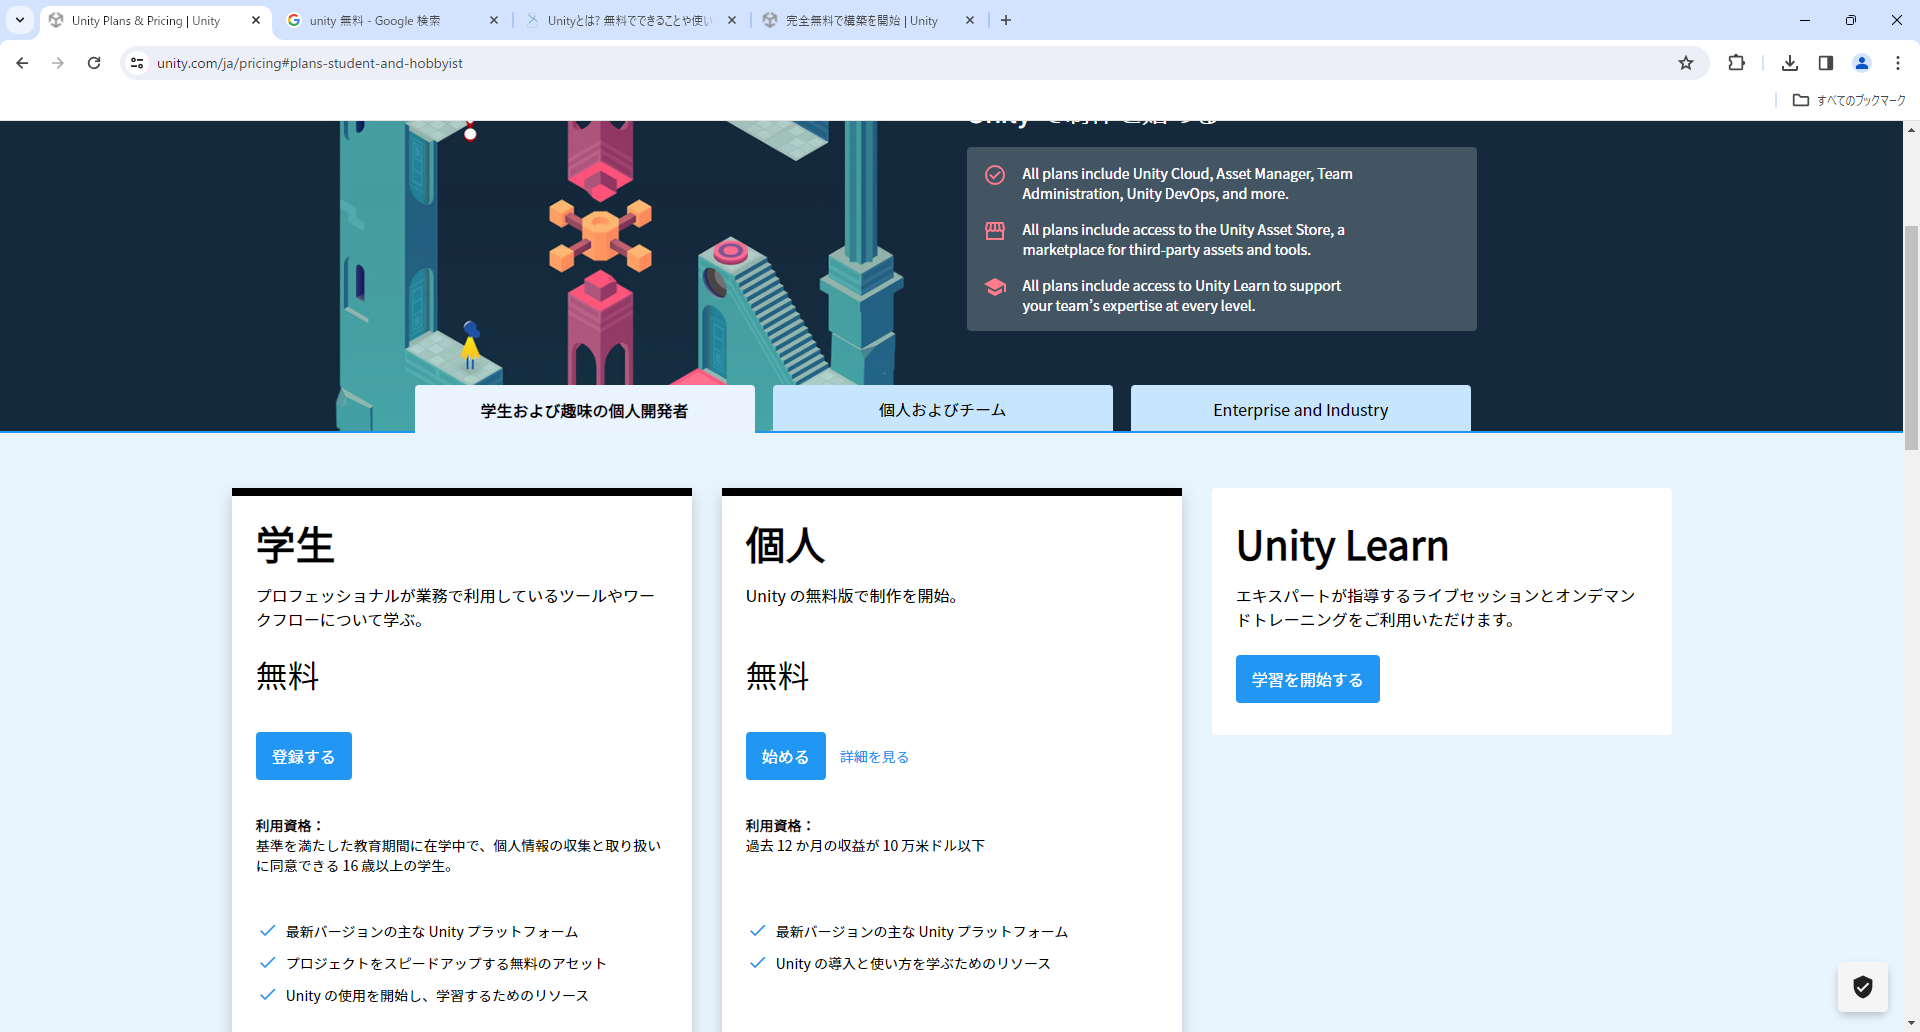 Unity Plans & Pricing | Unity
unity 無料 - Google 検索
Unityとは? 無料でできることや使い
完全無料で構築を開始 | Unity
unity.com/ja/pricing#plans-student-and-hobbyist
すべてのブックマーク
All plans include Unity Cloud, Asset Manager, Team
Administration, Unity DevOps, and more.
All plans include access to the Unity Asset Store, a
marketplace for third-party assets and tools.
All plans include access to Unity Learn to support
your team's expertise at every level.
学生および趣味の個人開発者
個人およびチーム
Enterprise and Industry
学生
プロフェッショナルが業務で利用しているツールやワー
クフローについて学ぶ。
無料
登録する
利用資格：
基準を満たした教育期間に在学中で、個人情報の収集と取り扱い
に同意できる 16 歳以上の学生。
最新バージョンの主な Unity プラットフォーム
プロジェクトをスピードアップする無料のアセット
Unity の使用を開始し、学習するためのリソース
個人
Unity の無料版で制作を開始。
無料
始める
詳細を見る
利用資格：
過去 12 か月の収益が 10 万米ドル以下
最新バージョンの主な Unity プラットフォーム
Unity の導入と使い方を学ぶためのリソース
Unity Learn
エキスパートが指導するライブセッションとオンデマン
ドトレーニングをご利用いただけます。
学習を開始する